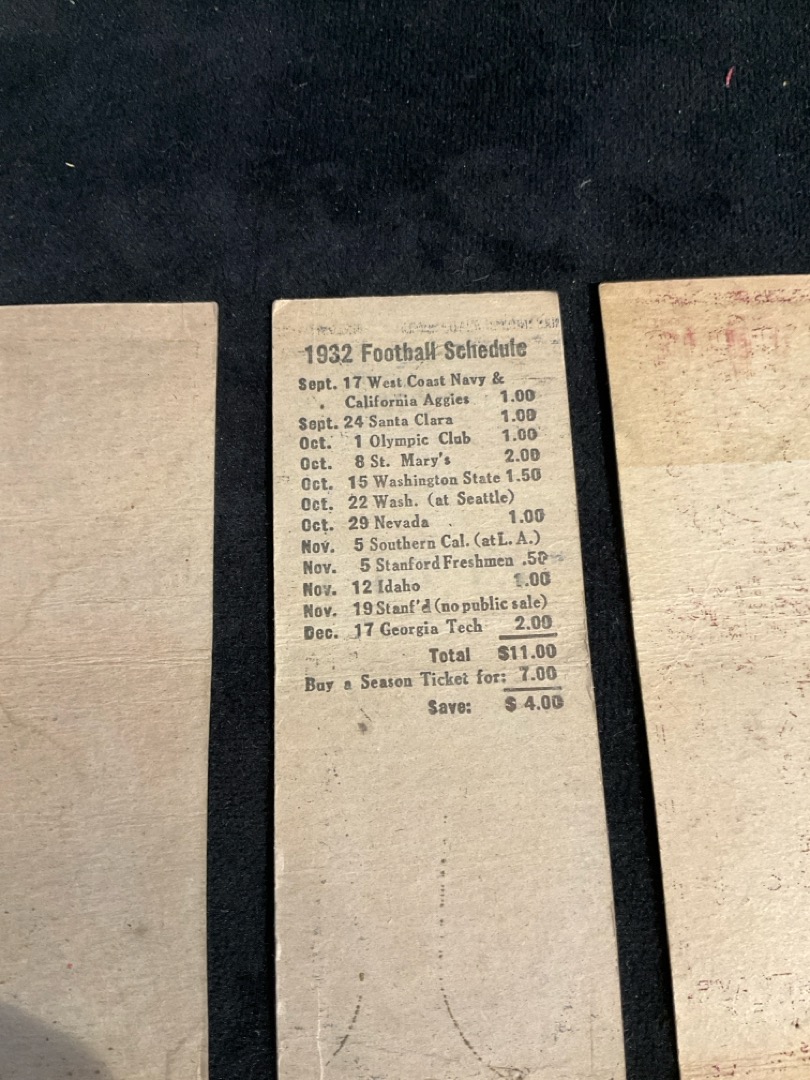 1932 Football Schedule
Sept. 17 West Coast Navy &
California Aggies 1.00
Sept. 24 Santa Clara 1.00
Oct. 1 Olympic Club 1.00
Oct. 8 St. Mary's 2.00
Oct. 15 Washington State 1.50
Oct. 22 Wash. (at Seattle)
Oct. 29 Nevada 1.00
Nov. 5 Southern Cal. (at L.A.)
Nov. 5 Stanford Freshmen .50
Nov. 12 Idaho 1.00
Nov. 19 Stanf'd (no public sale)
Dec. 17 Georgia Tech 2.00
Total $11.00
Buy a Season Ticket for: 7.00
Save: $ 4.00